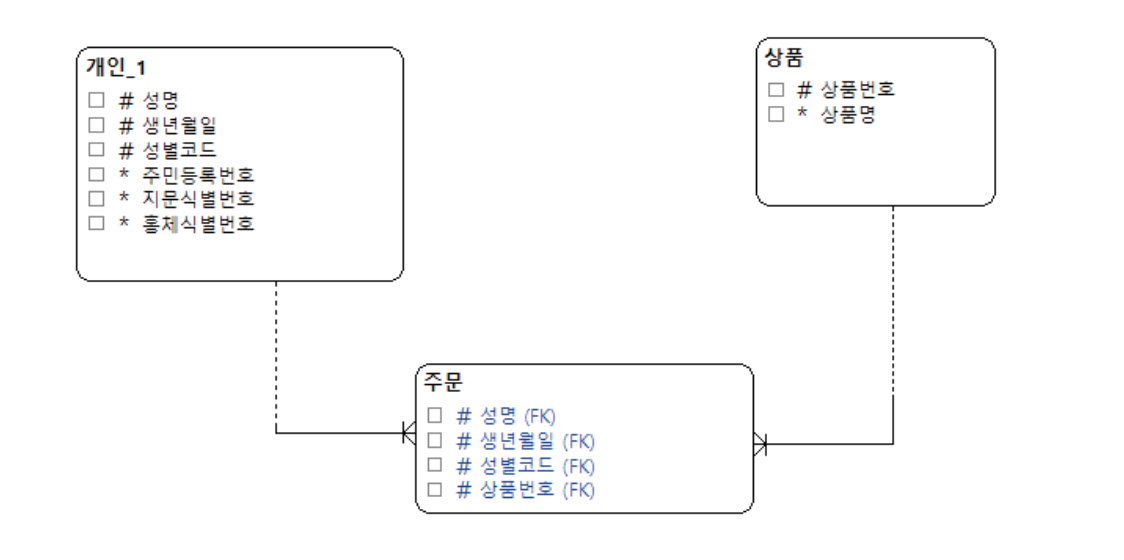 개인_1
# 성명
# 생년월일
# 성별코드
* 주민등록번호
* 지문식별번호
* 홍체식별번호
상품
# 상품번호
* 상품명
주문
# 성명 (FK)
# 생년월일 (FK)
# 성별코드 (FK)
# 상품번호 (FK)